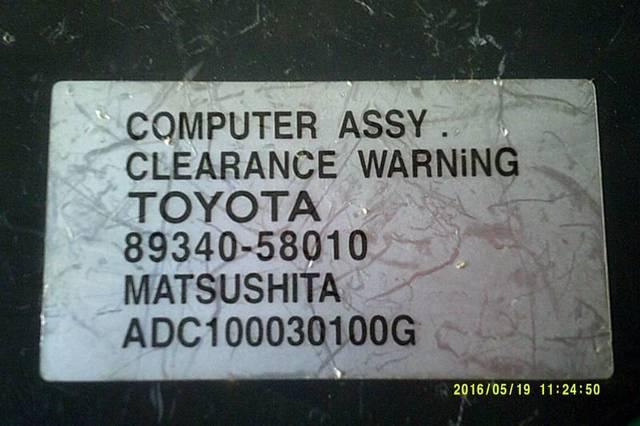 COMPUTER ASSY.
CLEARANCE WARNiNG
TOYOTA
89340-58010
MATSUSHITA
ADC100030100G
2016/05/19 11:24:50